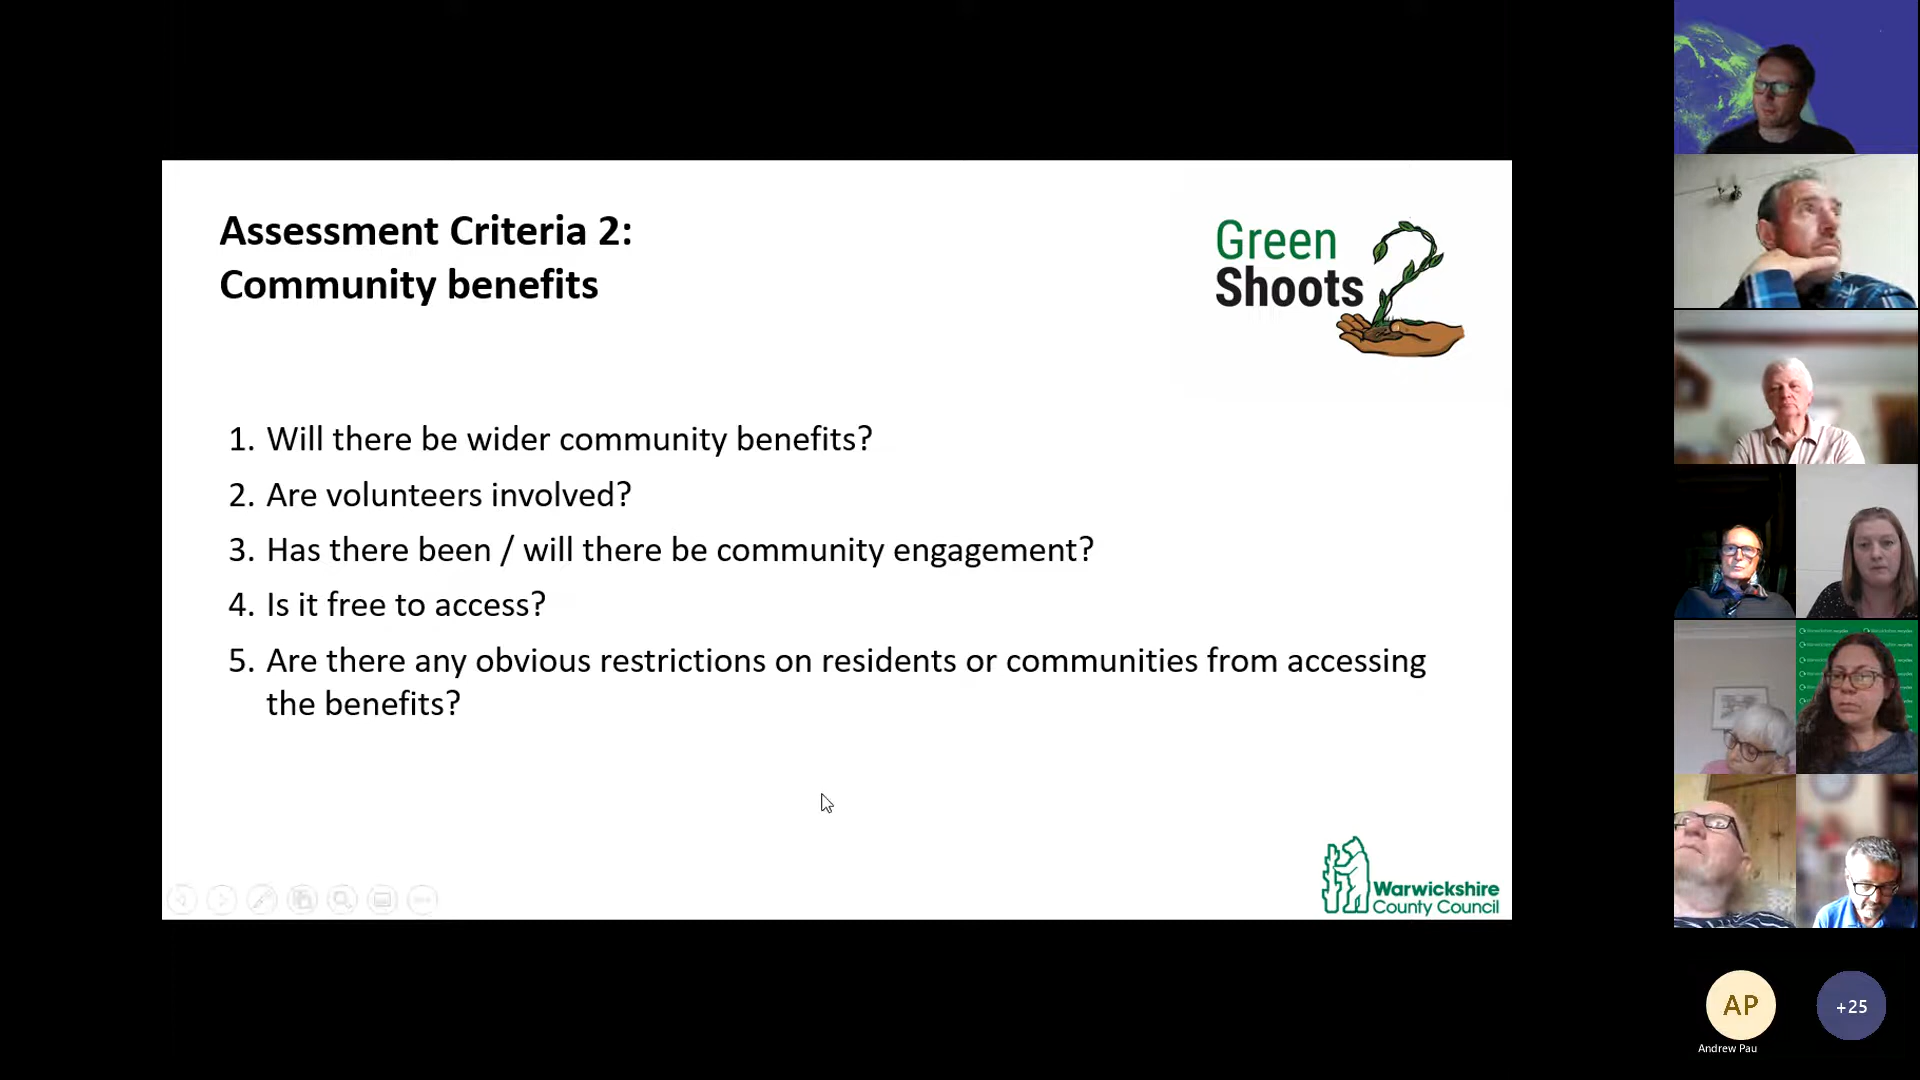 Assessment Criteria 2:
Community benefits
Green
Shoots
1. Will there be wider community benefits?
2. Are volunteers involved?
3. Has there been / will there be community engagement?
4. Is it free to access?
5. Are there any obvious restrictions on residents or communities from accessing
the benefits?
Warwickshire
County Council
AP
+25
Andrew Pau